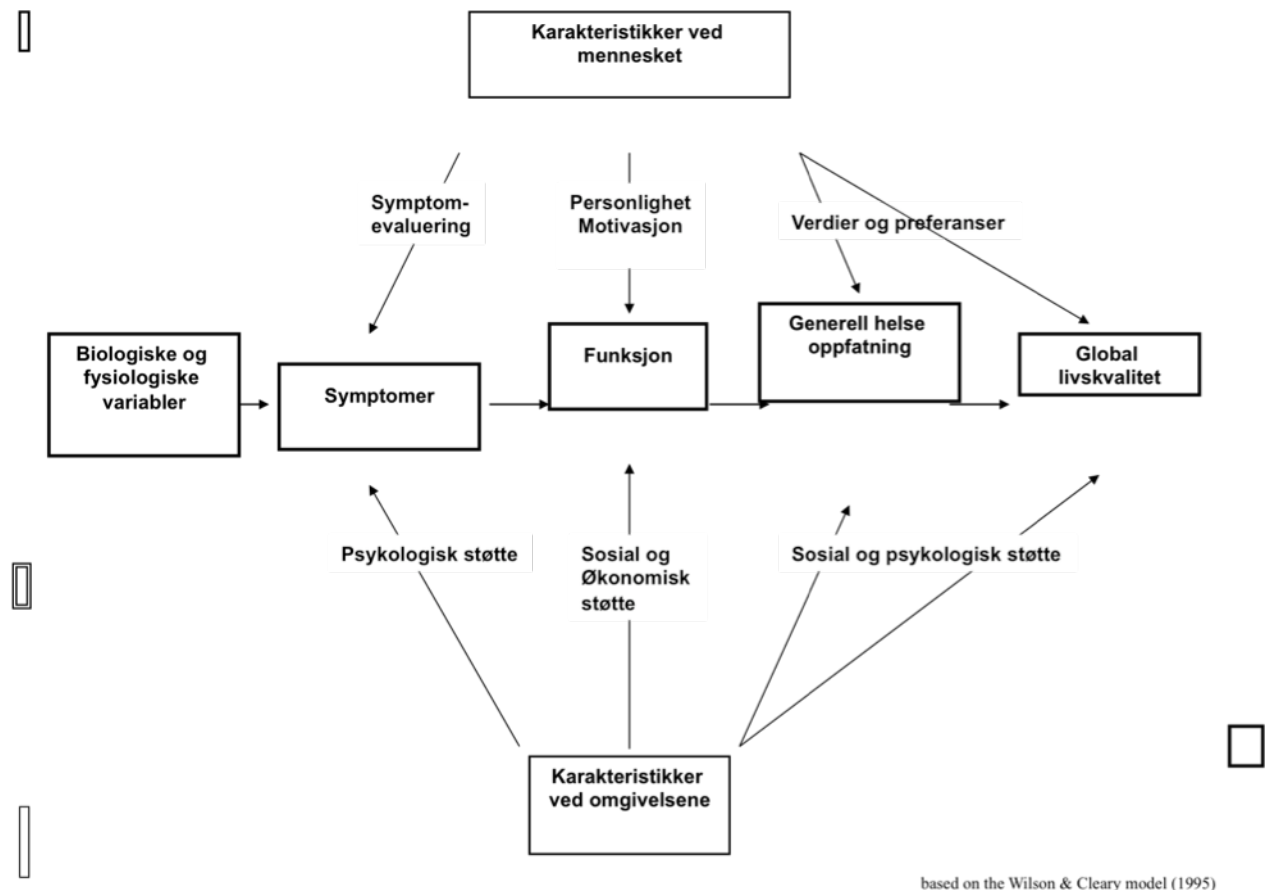 Karakteristikker ved
mennesket
Symptom-
evaluering
Personlighet
Motivasjon
Verdier og preferanser
Biologiske og
fysiologiske
variabler
Symptomer
Funksjon
Generell helse
oppfatning
Global
livskvalitet
Psykologisk støtte
Sosial og
Økonomisk
støtte
Sosial og psykologisk støtte
Karakteristikker
ved omgivelsene
based on the Wilson & Cleary model (1995)